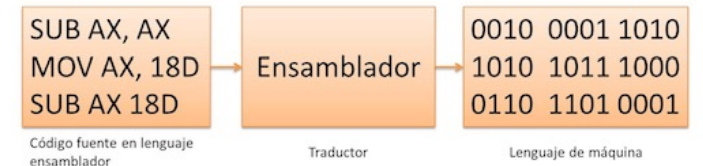 SUB AX, AX
MOV AX, 18D
SUB AX 18D
Código fuente en lenguaje
ensamblador
Ensamblador
Traductor
0010 0001 1010
1010 1011 1000
0110 1101 0001
Lenguaje de máquina